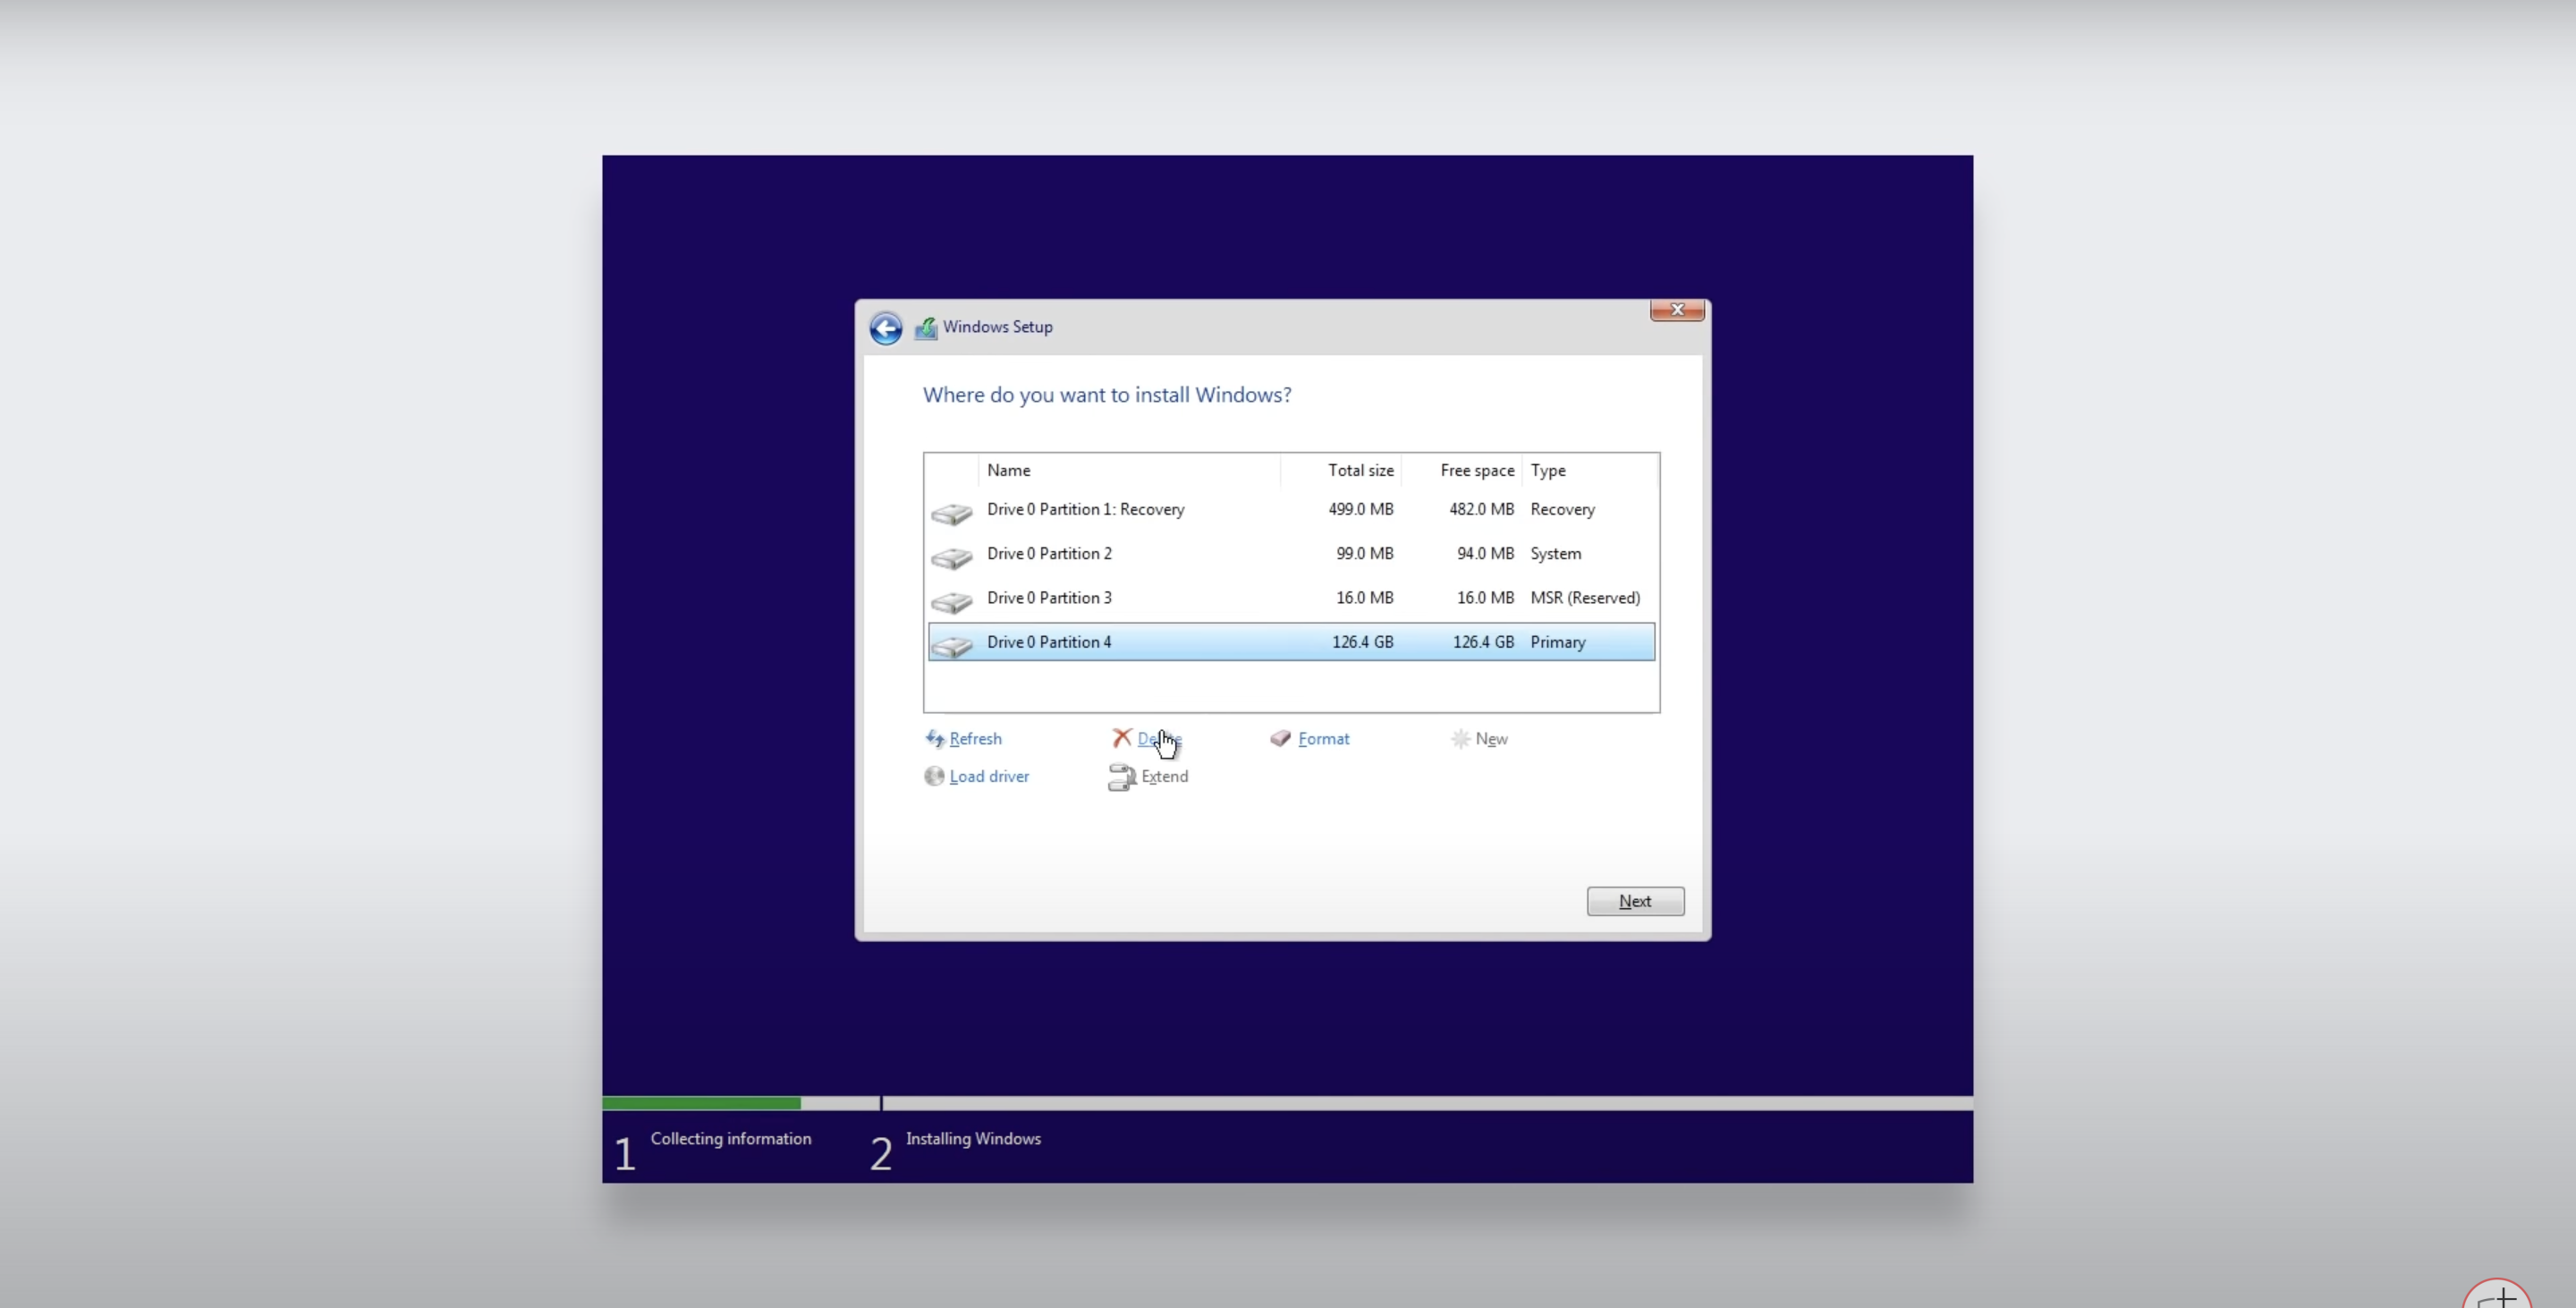 Windows Setup
Where do you want to install Windows?
Name Total size Free space Type
Drive 0 Partition 1: Recovery 499.0 MB 482.0 MB Recovery
Drive 0 Partition 2 99.0 MB 94.0 MB System
Drive 0 Partition 3 16.0 MB 16.0 MB MSR (Reserved)
Drive 0 Partition 4 126.4 GB 126.4 GB Primary
Refresh Format New
Load driver Extend
Next
1 Collecting information 2 Installing Windows